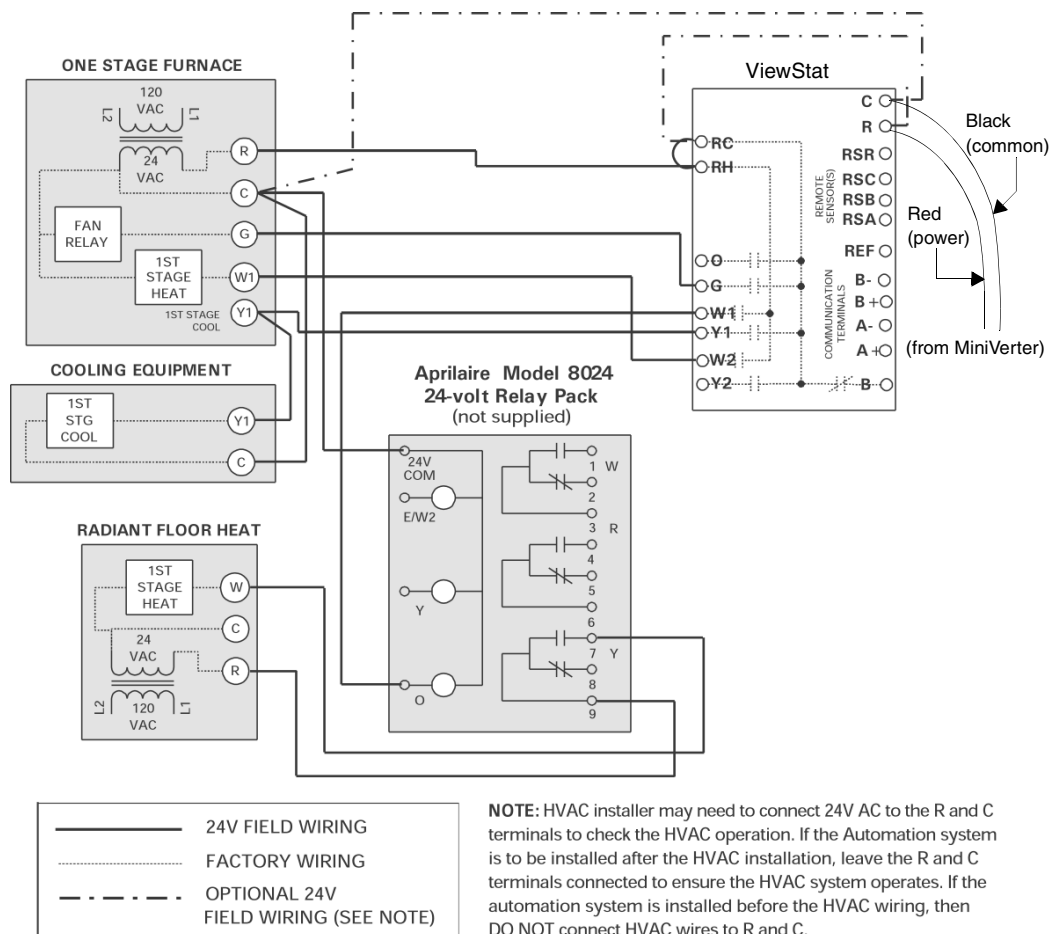 ONE STAGE FURNACE
120
VAC
L2
L1
24
VAC
R
C
FAN
RELAY
G
1ST
STAGE
HEAT
W1
1ST STAGE
COOL
Y1
COOLING EQUIPMENT
1ST
STG
COOL
Y1
C
RADIANT FLOOR HEAT
1ST
STAGE
HEAT
W
C
24
VAC
R
L2
120
VAC
L1
ViewStat
C
R
RC
RH
RSR
RSC
RSB
RSA
REMOTE
SENSOR(S)
REF
O
G
W1
Y1
W2
Y2
B-
B+
A-
A+
COMMUNICATION
TERMINALS
B
Black
(common)
Red
(power)
(from MiniVerter)
Aprilaire Model 8024
24-volt Relay Pack
(not supplied)
24V
COM
E/W2
Y
O
1 W
2
3 R
4
5
6
7 Y
8
9
24V FIELD WIRING
FACTORY WIRING
OPTIONAL 24V
FIELD WIRING (SEE NOTE)
NOTE: HVAC installer may need to connect 24V AC to the R and C
terminals to check the HVAC operation. If the Automation system
is to be installed after the HVAC installation, leave the R and C
terminals connected to ensure the HVAC system operates. If the
automation system is installed before the HVAC wiring, then
DO NOT connect HVAC wires to R and C.